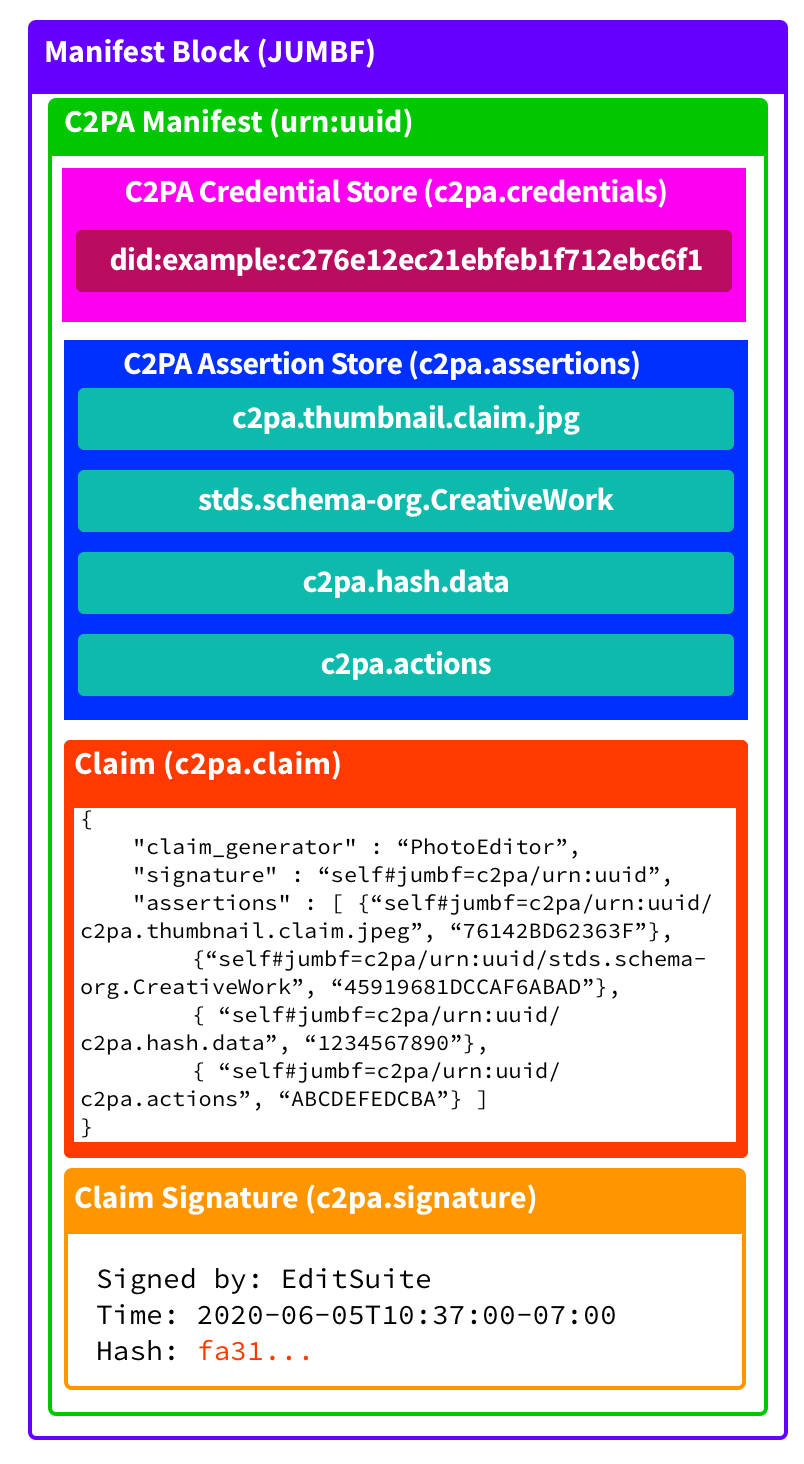 Manifest Block (JUMBF)
C2PA Manifest (urn:uuid)
C2PA Credential Store (c2pa.credentials)
did:example:c276e12ec21ebfeb1f712ebc6f1
C2PA Assertion Store (c2pa.assertions)
c2pa.thumbnail.claim.jpg
stds.schema-org.CreativeWork
c2pa.hash.data
c2pa.actions
Claim (c2pa.claim)
{
    "claim_generator" : “PhotoEditor”,
    "signature" : “self#jumbf=c2pa/urn:uuid”,
    "assertions" : [ {“self#jumbf=c2pa/urn:uuid/
c2pa.thumbnail.claim.jpeg”, “76142BD62363F”},
        {“self#jumbf=c2pa/urn:uuid/stds.schema-
org.CreativeWork”, “45919681DCCAF6ABAD”},
        { “self#jumbf=c2pa/urn:uuid/
c2pa.hash.data”, “1234567890”},
        { “self#jumbf=c2pa/urn:uuid/
c2pa.actions”, “ABCDEFEDCBA”} ]
}
Claim Signature (c2pa.signature)
Signed by: EditSuite
Time: 2020-06-05T10:37:00-07:00
Hash: fa31...